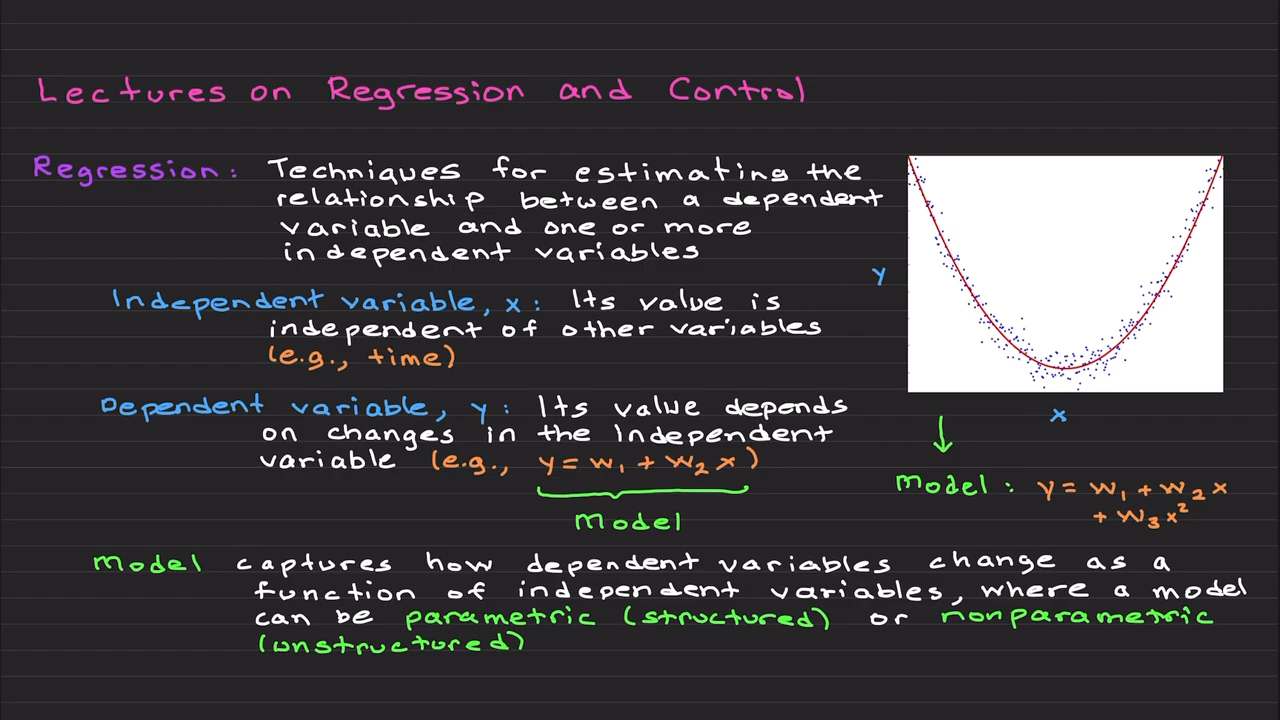 Lectures on Regression and Control
Regression: Techniques for estimating the
relationship between a dependent
variable and one or more
independent variables
Independent variable, x: Its value is
independent of other variables
(e.g., time)
Dependent variable, y: Its value depends
on changes in the independent
variable (e.g., y = w₁ + w₂ x)
Model
y
x
Model: y = w₁ + w₂ x
+ w₃ x²
Model captures how dependent variables change as a
function of independent variables, where a model
can be parametric (structured) or nonparametric
(unstructured)